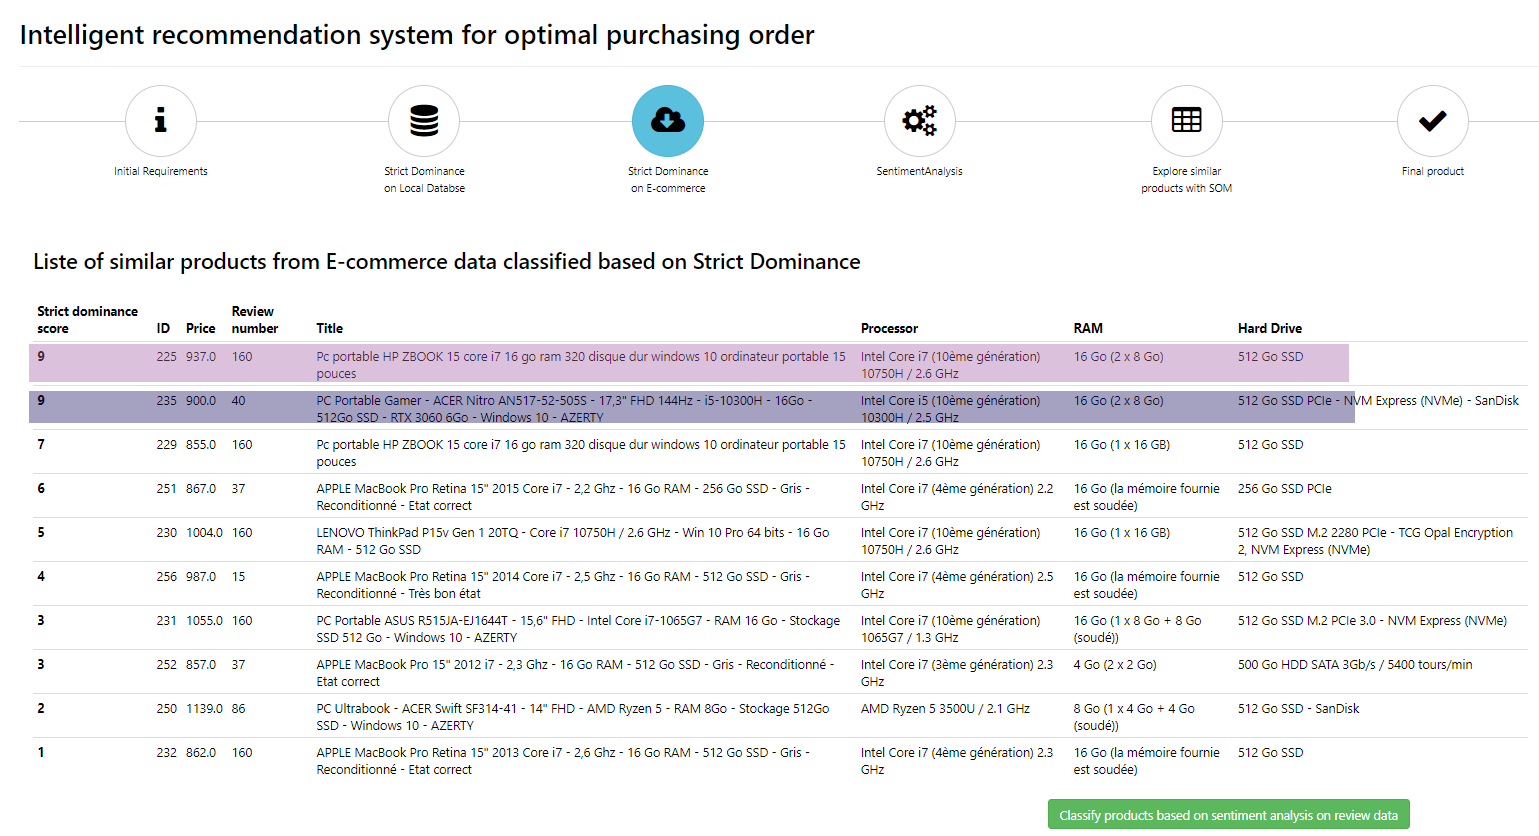 Intelligent recommendation system for optimal purchasing order
Initial Requirements
Strict Dominance
on Local Databse
Strict Dominance
on E-commerce
SentimentAnalysis
Explore similar
products with SOM
Final product
Liste of similar products from E-commerce data classified based on Strict Dominance
Strict dominance score ID Price Review number Title Processor RAM Hard Drive
9 225 937.0 160 Pc portable HP ZBOOK 15 core i7 16 go ram 320 disque dur windows 10 ordinateur portable 15 Intel Core i7 (10ème génération) 16 Go (2 x 8 Go) 512 Go SSD
pouces 10750H / 2.6 GHz
9 235 900.0 40 PC Portable Gamer - ACER Nitro AN517-52-505S - 17,3" FHD 144Hz - i5-10300H - 16Go - Intel Core i5 (10ème génération) 16 Go (2 x 8 Go) 512 Go SSD PCIe - NVM Express (NVMe) - SanDisk
512Go SSD - RTX 3060 6Go - Windows 10 - AZERTY 10300H / 2.5 GHz
7 229 855.0 160 Pc portable HP ZBOOK 15 core i7 16 go ram 320 disque dur windows 10 ordinateur portable 15 Intel Core i7 (10ème génération) 16 Go (1 x 16 GB) 512 Go SSD
pouces 10750H / 2.6 GHz
6 251 867.0 37 APPLE MacBook Pro Retina 15" 2015 Core i7 - 2,2 Ghz - 16 Go RAM - 256 Go SSD - Gris - Intel Core i7 (4ème génération) 2.2 16 Go (la mémoire fournie 256 Go SSD PCIe
Reconditionné - Etat correct GHz est soudée)
5 230 1004.0 160 LENOVO ThinkPad P15v Gen 1 20TQ - Core i7 10750H / 2.6 GHz - Win 10 Pro 64 bits - 16 Go Intel Core i7 (10ème génération) 16 Go (1 x 16 GB) 512 Go SSD M.2 2280 PCIe - TCG Opal Encryption
RAM - 512 Go SSD 10750H / 2.6 GHz 2, NVM Express (NVMe)
4 256 987.0 15 APPLE MacBook Pro Retina 15" 2014 Core i7 - 2,5 Ghz - 16 Go RAM - 512 Go SSD - Gris - Intel Core i7 (4ème génération) 2.5 16 Go (la mémoire fournie 512 Go SSD
Reconditionné - Très bon état GHz est soudée)
3 231 1055.0 160 PC Portable ASUS R515JA-EJ1644T - 15,6" FHD - Intel Core i7-1065G7 - RAM 16 Go - Stockage Intel Core i7 (10ème génération) 16 Go (1 x 8 Go + 8 Go 512 Go SSD M.2 PCIe 3.0 - NVM Express (NVMe)
SSD 512 Go - Windows 10 - AZERTY 1065G7 / 1.3 GHz (soudé))
3 252 857.0 37 APPLE MacBook Pro 15" 2012 i7 - 2,3 Ghz - 16 Go RAM - 512 Go SSD - Gris - Reconditionné - Intel Core i7 (3ème génération) 2.3 4 Go (2 x 2 Go) 500 Go HDD SATA 3Gb/s / 5400 tours/min
Etat correct GHz
2 250 1139.0 86 PC Ultrabook - ACER Swift SF314-41 - 14" FHD - AMD Ryzen 5 - RAM 8Go - Stockage 512Go AMD Ryzen 5 3500U / 2.1 GHz 8 Go (1 x 4 Go + 4 Go 512 Go SSD - SanDisk
SSD - Windows 10 - AZERTY (soudé))
1 232 862.0 160 APPLE MacBook Pro Retina 15" 2013 Core i7 - 2,6 Ghz - 16 Go RAM - 512 Go SSD - Gris - Intel Core i7 (4ème génération) 2.3 16 Go (la mémoire fournie 512 Go SSD
Reconditionné - Etat correct GHz est soudée)
Classify products based on sentiment analysis on review data